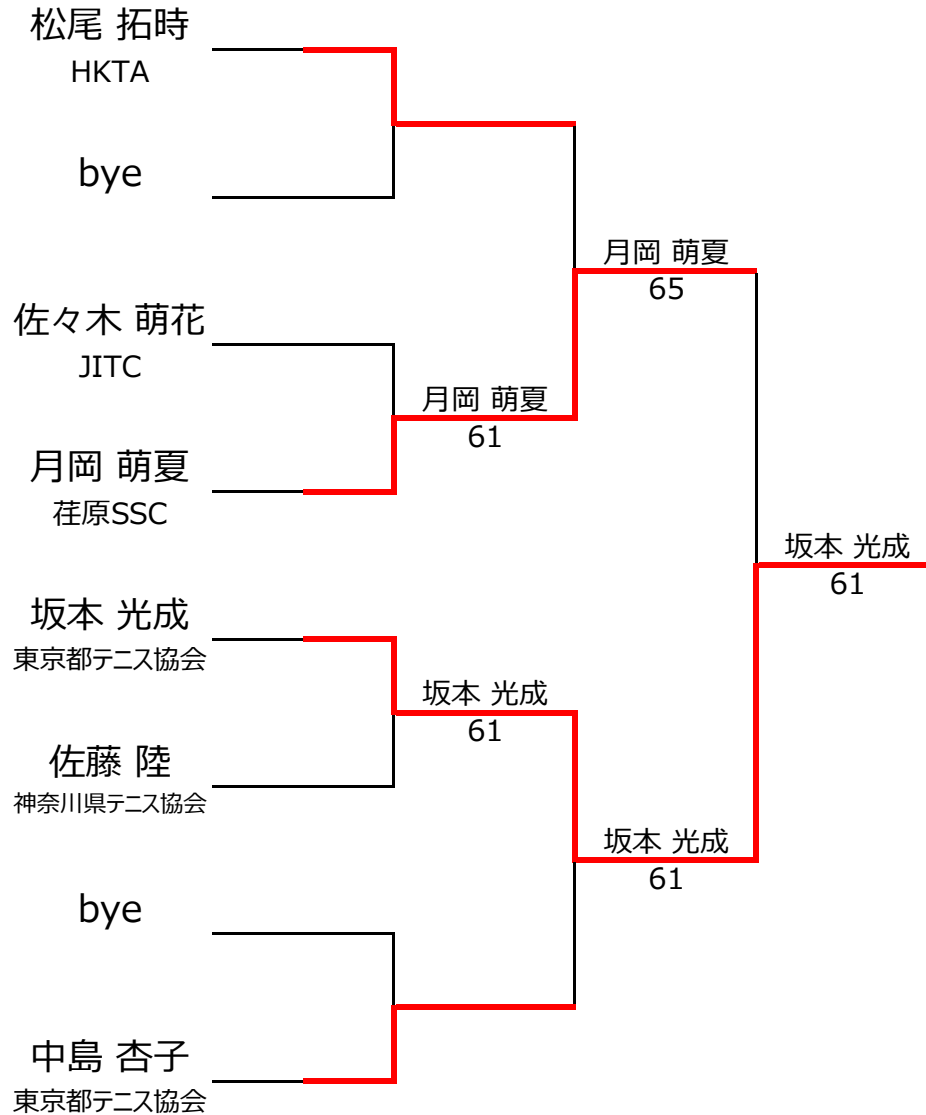 松尾 拓時
HKTA
bye
佐々木 萌花
JITC
月岡 萌夏
荏原SSC
坂本 光成
東京都テニス協会
佐藤 陸
神奈川県テニス協会
bye
中島 杏子
東京都テニス協会
月岡 萌夏
61
坂本 光成
61
月岡 萌夏
65
坂本 光成
61
坂本 光成
61